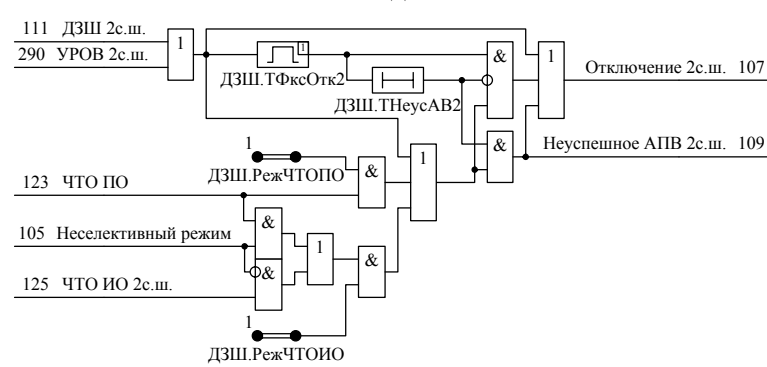 111 ДЗШ 2с.ш.
290 УРОВ 2с.ш.
1
1
ДЗШ.ТФксОтк2
ДЗШ.ТНеусАВ2
&
1
Отключение 2с.ш. 107
&
Неуспешное АПВ 2с.ш. 109
1
ДЗШ.РежЧТОПО
&
1
123 ЧТО ПО
&
105 Неселективный режим
1
&
&
125 ЧТО ИО 2с.ш.
1
ДЗШ.РежЧТОИО